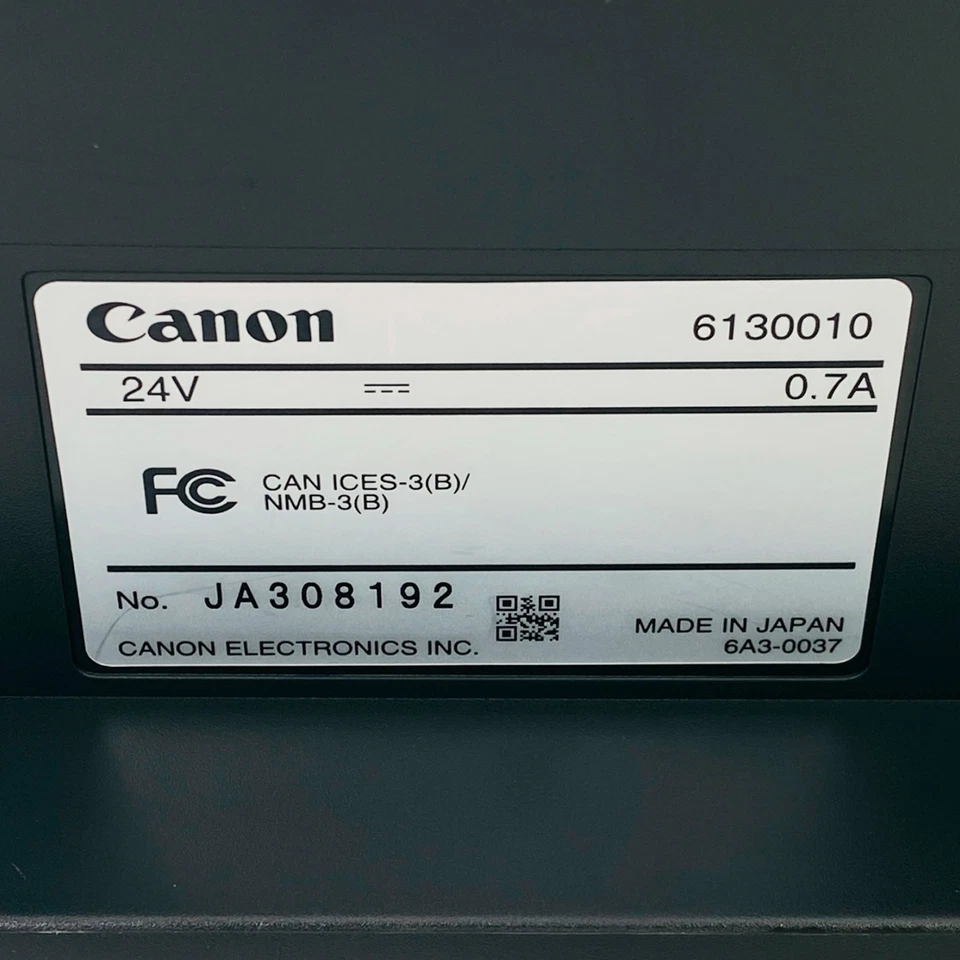 Canon 6130010
24V ⎓ 0.7A
FC CAN ICES-3(B)/
NMB-3(B)
No. JA308192
MADE IN JAPAN
CANON ELECTRONICS INC. 6A3-0037